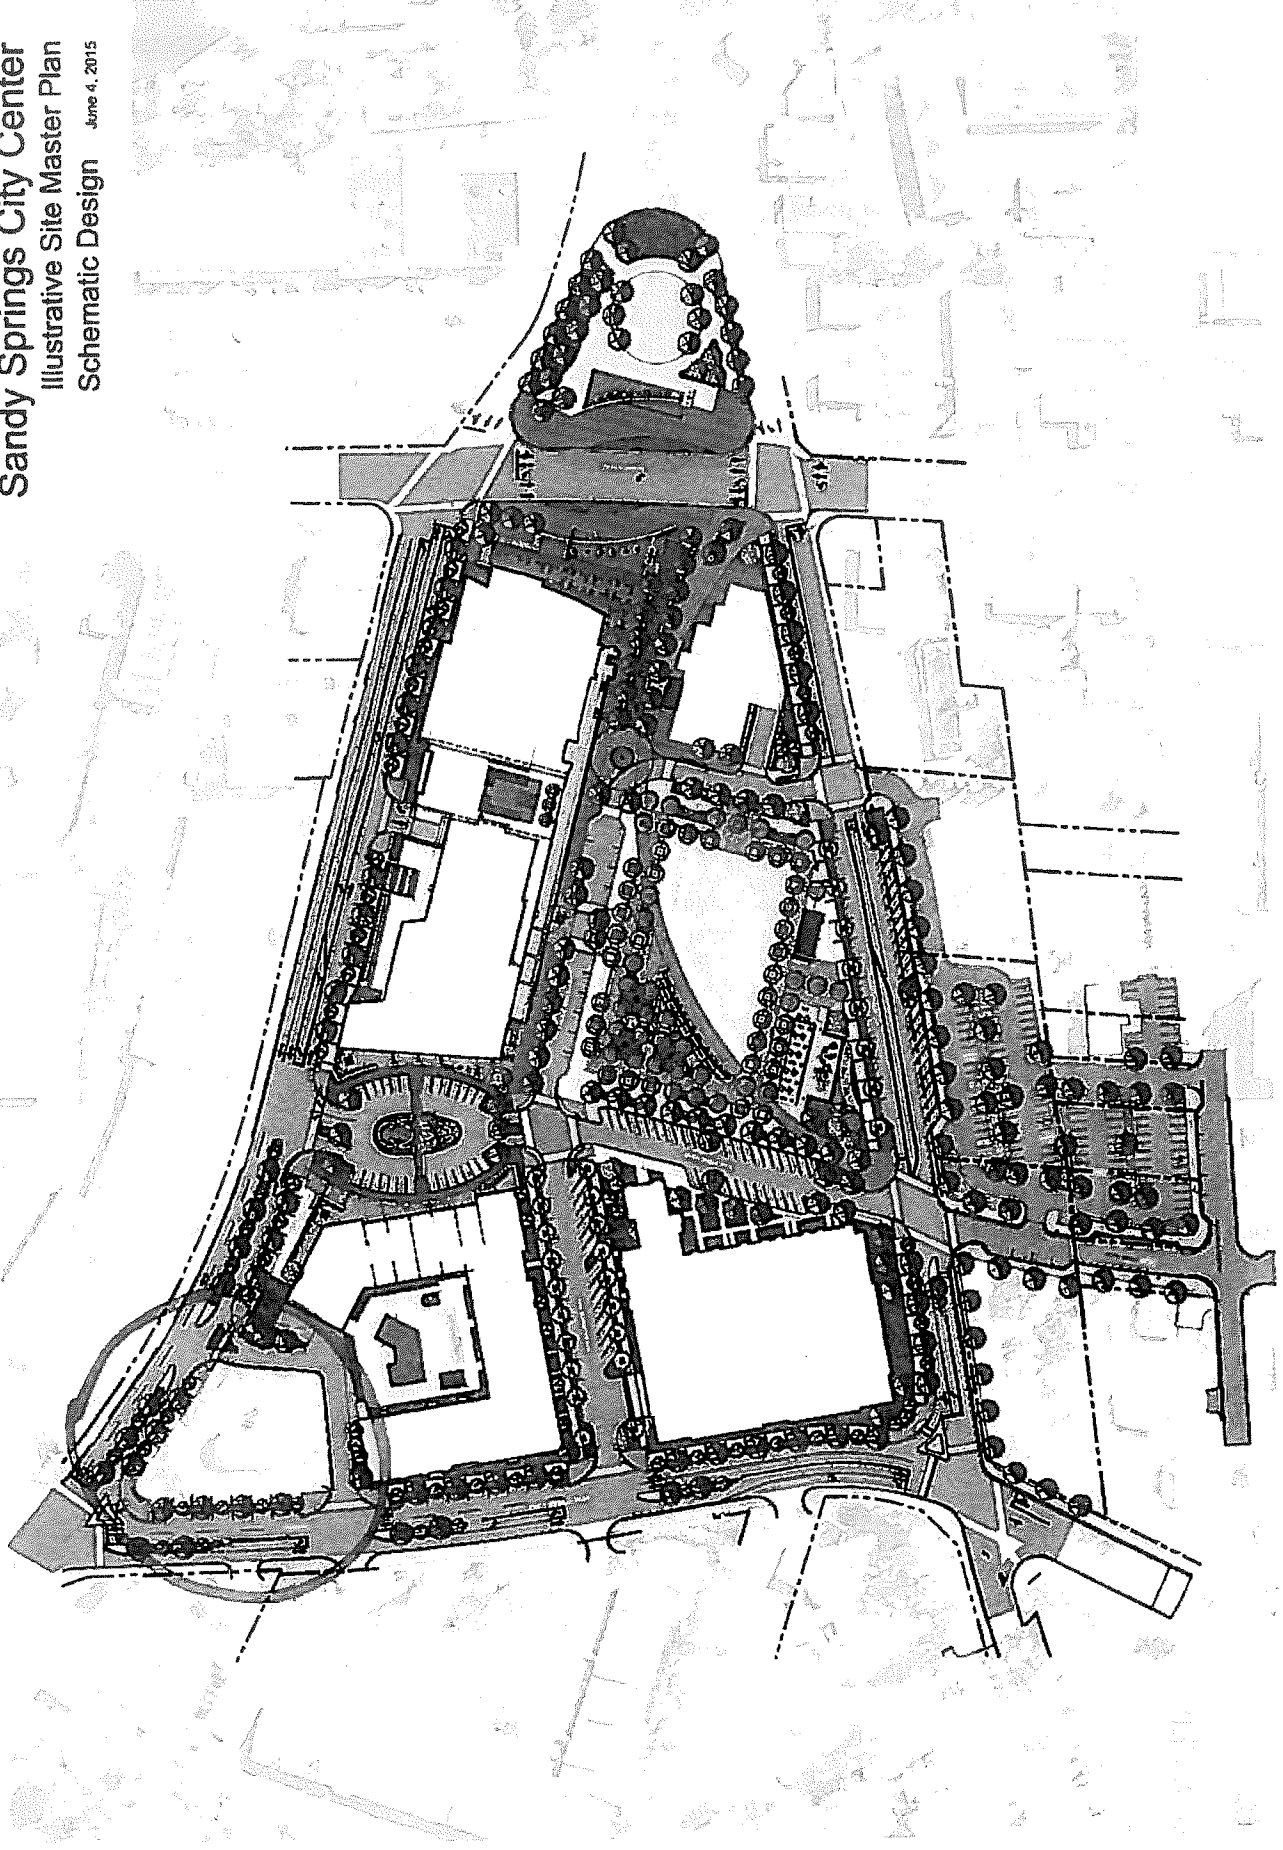 Sandy Springs City Center
Illustrative Site Master Plan
Schematic Design June 4, 2015